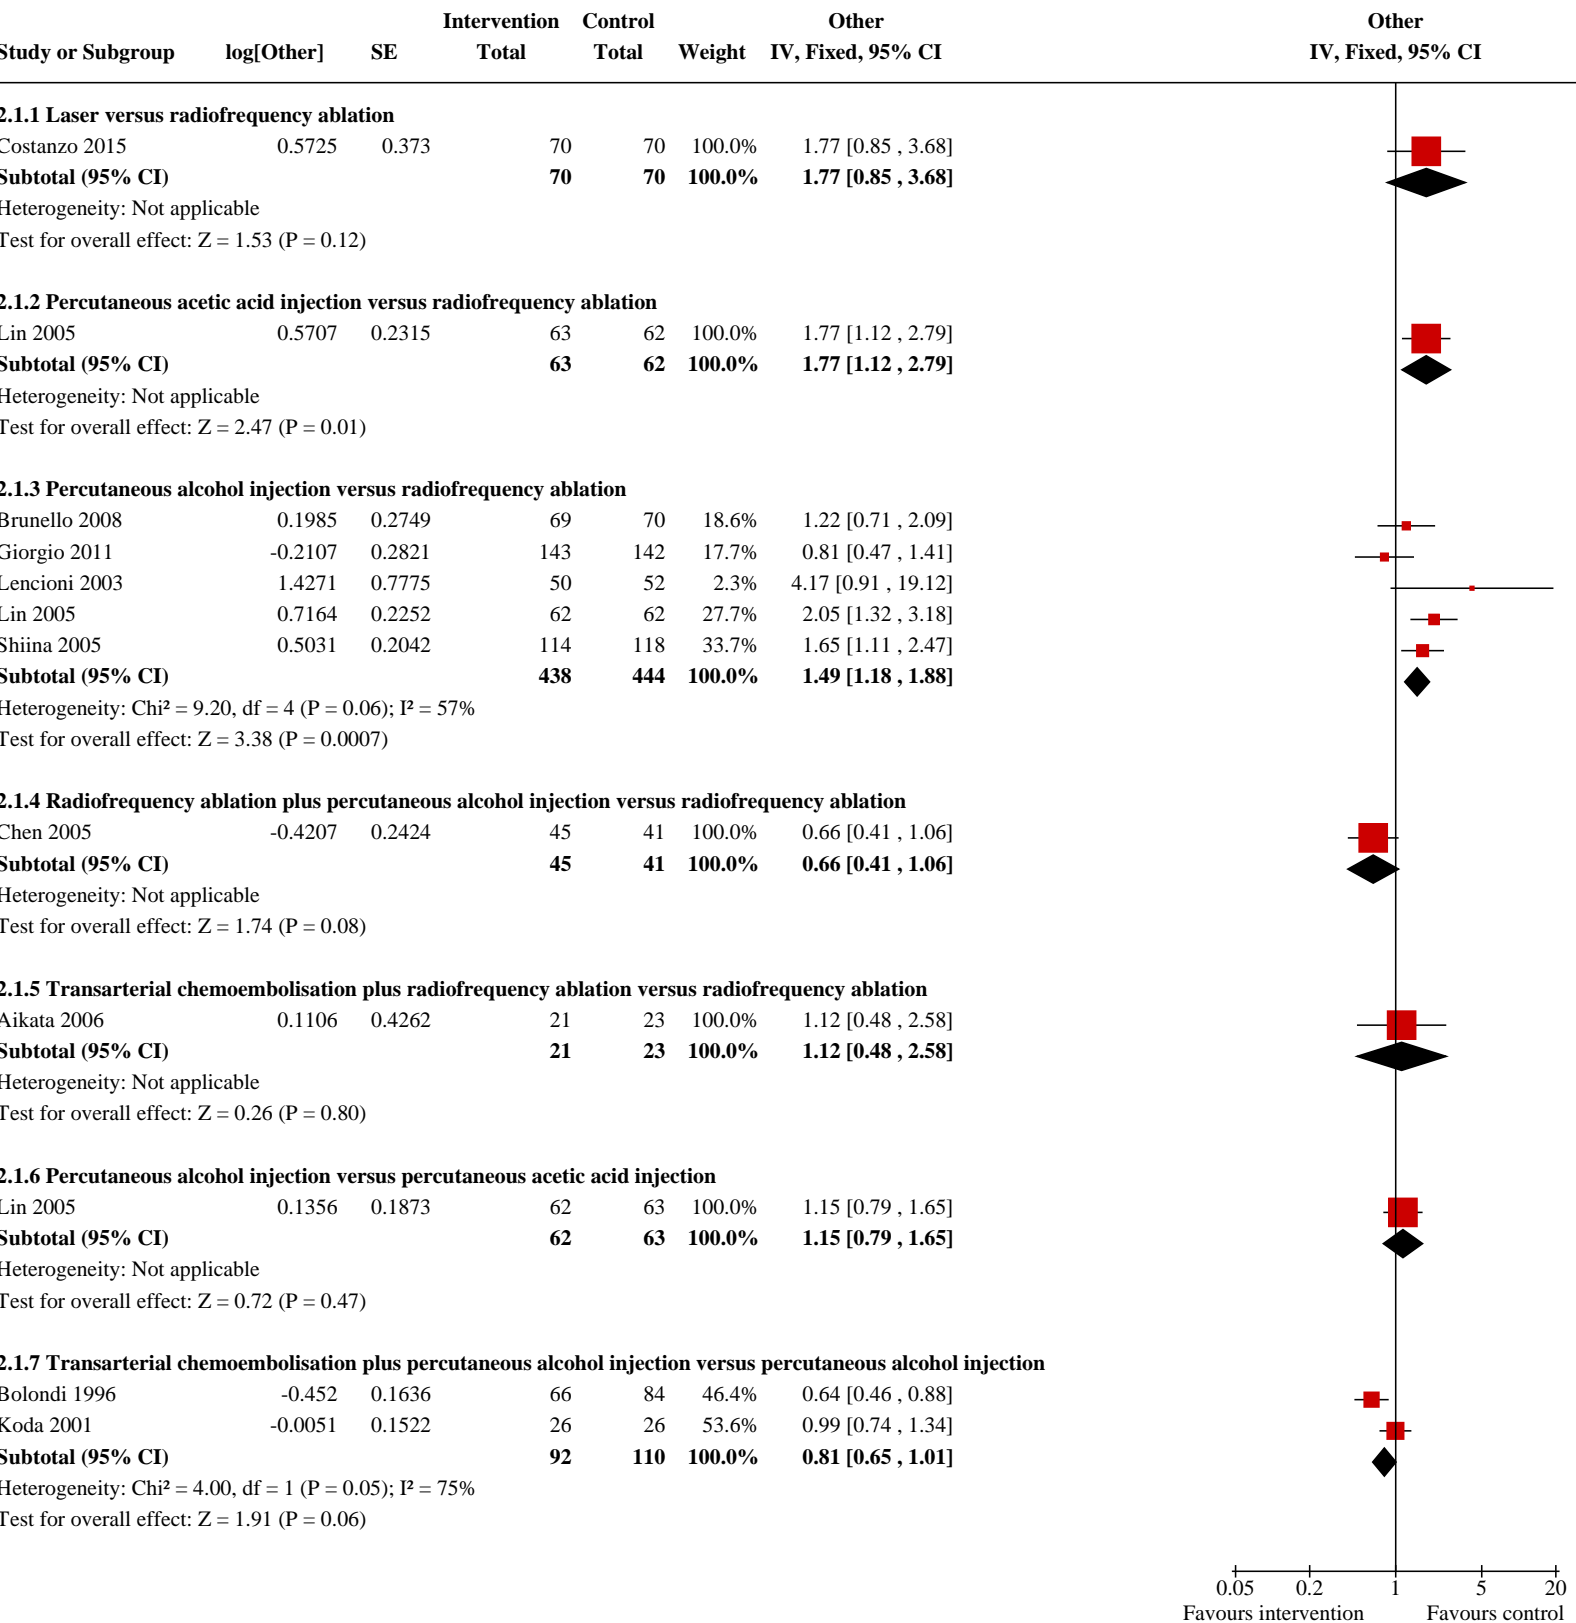 Intervention Control Other Other
Study or Subgroup log[Other] SE Total Total Weight IV, Fixed, 95% CI IV, Fixed, 95% CI
2.1.1 Laser versus radiofrequency ablation
Costanzo 2015 0.5725 0.373 70 70 100.0% 1.77 [0.85 , 3.68]
Subtotal (95% CI) 70 70 100.0% 1.77 [0.85 , 3.68]
Heterogeneity: Not applicable
Test for overall effect: Z = 1.53 (P = 0.12)
2.1.2 Percutaneous acetic acid injection versus radiofrequency ablation
Lin 2005 0.5707 0.2315 63 62 100.0% 1.77 [1.12 , 2.79]
Subtotal (95% CI) 63 62 100.0% 1.77 [1.12 , 2.79]
Heterogeneity: Not applicable
Test for overall effect: Z = 2.47 (P = 0.01)
2.1.3 Percutaneous alcohol injection versus radiofrequency ablation
Brunello 2008 0.1985 0.2749 69 70 18.6% 1.22 [0.71 , 2.09]
Giorgio 2011 -0.2107 0.2821 143 142 17.7% 0.81 [0.47 , 1.41]
Lencioni 2003 1.4271 0.7775 50 52 2.3% 4.17 [0.91 , 19.12]
Lin 2005 0.7164 0.2252 62 62 27.7% 2.05 [1.32 , 3.18]
Shiina 2005 0.5031 0.2042 114 118 33.7% 1.65 [1.11 , 2.47]
Subtotal (95% CI) 438 444 100.0% 1.49 [1.18 , 1.88]
Heterogeneity: Chi² = 9.20, df = 4 (P = 0.06); I² = 57%
Test for overall effect: Z = 3.38 (P = 0.0007)
2.1.4 Radiofrequency ablation plus percutaneous alcohol injection versus radiofrequency ablation
Chen 2005 -0.4207 0.2424 45 41 100.0% 0.66 [0.41 , 1.06]
Subtotal (95% CI) 45 41 100.0% 0.66 [0.41 , 1.06]
Heterogeneity: Not applicable
Test for overall effect: Z = 1.74 (P = 0.08)
2.1.5 Transarterial chemoembolisation plus radiofrequency ablation versus radiofrequency ablation
Aikata 2006 0.1106 0.4262 21 23 100.0% 1.12 [0.48 , 2.58]
Subtotal (95% CI) 21 23 100.0% 1.12 [0.48 , 2.58]
Heterogeneity: Not applicable
Test for overall effect: Z = 0.26 (P = 0.80)
2.1.6 Percutaneous alcohol injection versus percutaneous acetic acid injection
Lin 2005 0.1356 0.1873 62 63 100.0% 1.15 [0.79 , 1.65]
Subtotal (95% CI) 62 63 100.0% 1.15 [0.79 , 1.65]
Heterogeneity: Not applicable
Test for overall effect: Z = 0.72 (P = 0.47)
2.1.7 Transarterial chemoembolisation plus percutaneous alcohol injection versus percutaneous alcohol injection
Bolondi 1996 -0.452 0.1636 66 84 46.4% 0.64 [0.46 , 0.88]
Koda 2001 -0.0051 0.1522 26 26 53.6% 0.99 [0.74 , 1.34]
Subtotal (95% CI) 92 110 100.0% 0.81 [0.65 , 1.01]
Heterogeneity: Chi² = 4.00, df = 1 (P = 0.05); I² = 75%
Test for overall effect: Z = 1.91 (P = 0.06)
0.05 0.2 1 5 20
Favours intervention Favours control